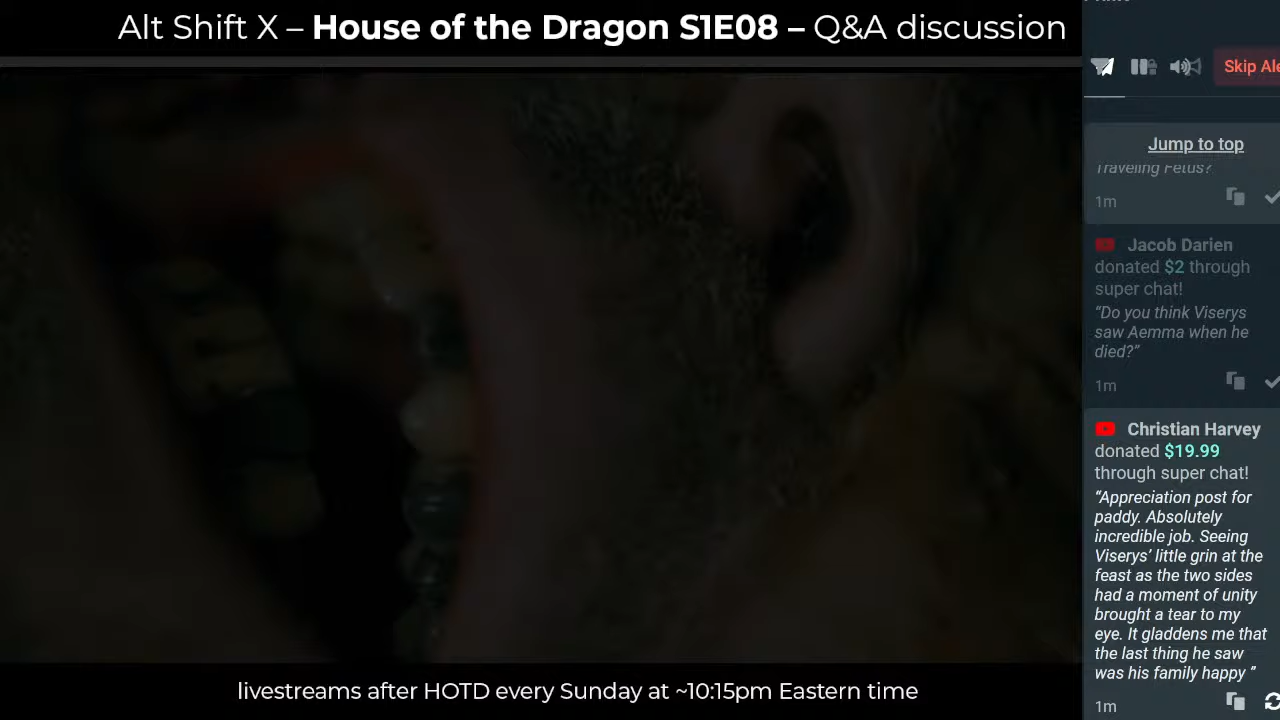 Alt Shift X – House of the Dragon S1E08 – Q&A discussion
Jump to top
Traveling Fetus?
1m
Jacob Darien
donated $2 through
super chat!
“Do you think Viserys
saw Aemma when he
died?”
1m
Christian Harvey
donated $19.99
through super chat!
“Appreciation post for
paddy. Absolutely
incredible job. Seeing
Viserys’ little grin at the
feast as the two sides
had a moment of unity
brought a tear to my
eye. It gladdens me that
the last thing he saw
was his family happy ”
1m
livestreams after HOTD every Sunday at ~10:15pm Eastern time